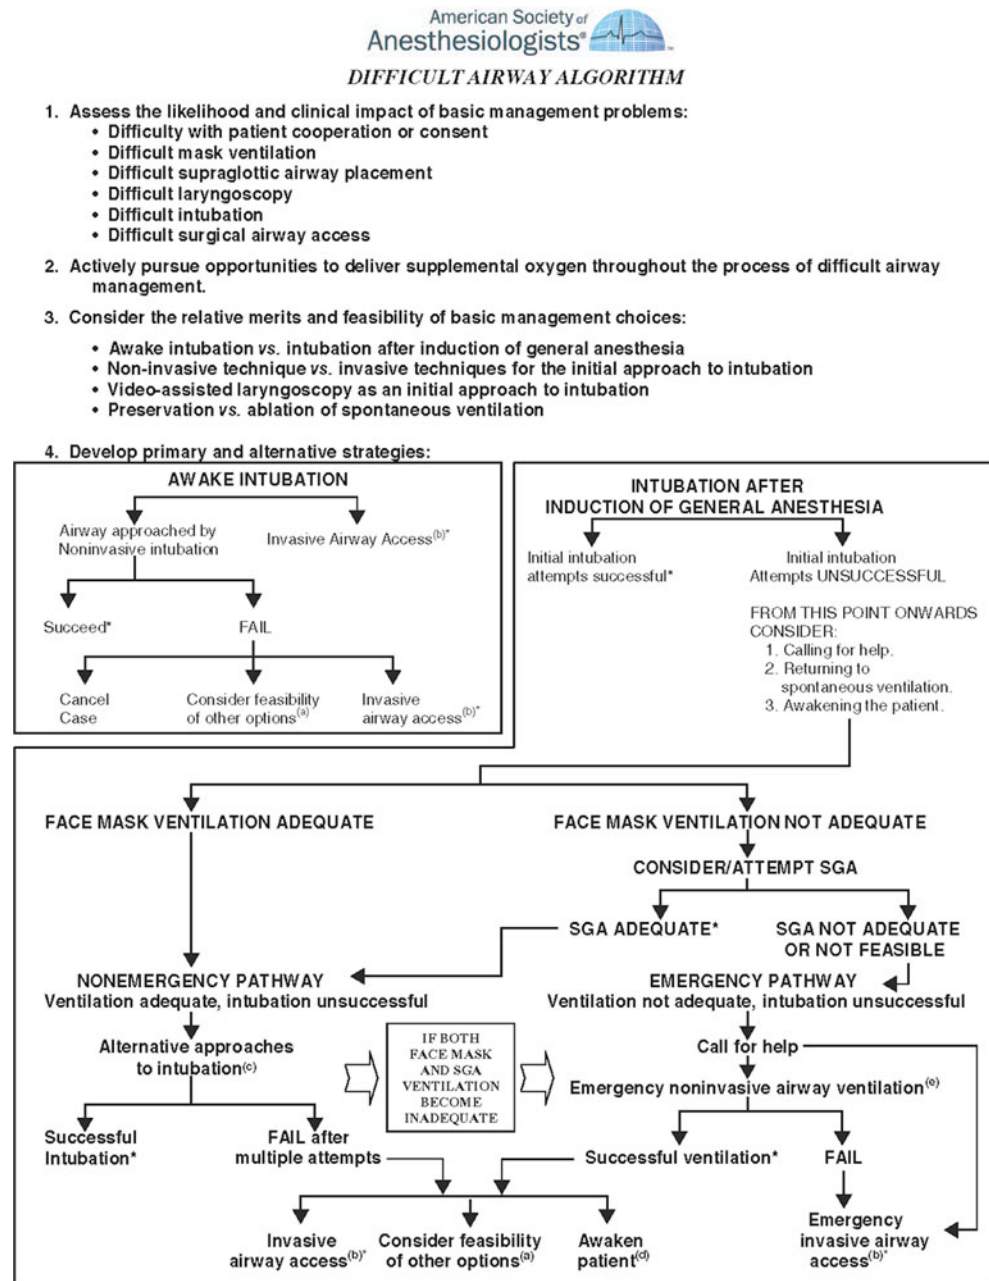 American Society of
Anesthesiologists®
DIFFICULT AIRWAY ALGORITHM
1. Assess the likelihood and clinical impact of basic management problems:
• Difficulty with patient cooperation or consent
• Difficult mask ventilation
• Difficult supraglottic airway placement
• Difficult laryngoscopy
• Difficult intubation
• Difficult surgical airway access
2. Actively pursue opportunities to deliver supplemental oxygen throughout the process of difficult airway
management.
3. Consider the relative merits and feasibility of basic management choices:
• Awake intubation vs. intubation after induction of general anesthesia
• Non-invasive technique vs. invasive techniques for the initial approach to intubation
• Video-assisted laryngoscopy as an initial approach to intubation
• Preservation vs. ablation of spontaneous ventilation
4. Develop primary and alternative strategies:
AWAKE INTUBATION
Airway approached by
Noninvasive intubation
Invasive Airway Access(b)*
Succeed*
FAIL
Cancel
Case
Consider feasibility
of other options(a)
Invasive
airway access(b)*
INTUBATION AFTER
INDUCTION OF GENERAL ANESTHESIA
Initial intubation
attempts successful*
Initial intubation
Attempts UNSUCCESSFUL
FROM THIS POINT ONWARDS
CONSIDER:
1. Calling for help.
2. Returning to
spontaneous ventilation.
3. Awakening the patient.
FACE MASK VENTILATION ADEQUATE
FACE MASK VENTILATION NOT ADEQUATE
CONSIDER/ATTEMPT SGA
SGA ADEQUATE*
SGA NOT ADEQUATE
OR NOT FEASIBLE
NONEMERGENCY PATHWAY
Ventilation adequate, intubation unsuccessful
EMERGENCY PATHWAY
Ventilation not adequate, intubation unsuccessful
Alternative approaches
to intubation(c)
IF BOTH
FACE MASK
AND SGA
VENTILATION
BECOME
INADEQUATE
Call for help
Emergency noninvasive airway ventilation(e)
Successful
Intubation*
FAIL after
multiple attempts
Successful ventilation*
FAIL
Invasive
airway access(b)*
Consider feasibility
of other options(a)
Awaken
patient(d)
Emergency
invasive airway
access(b)*